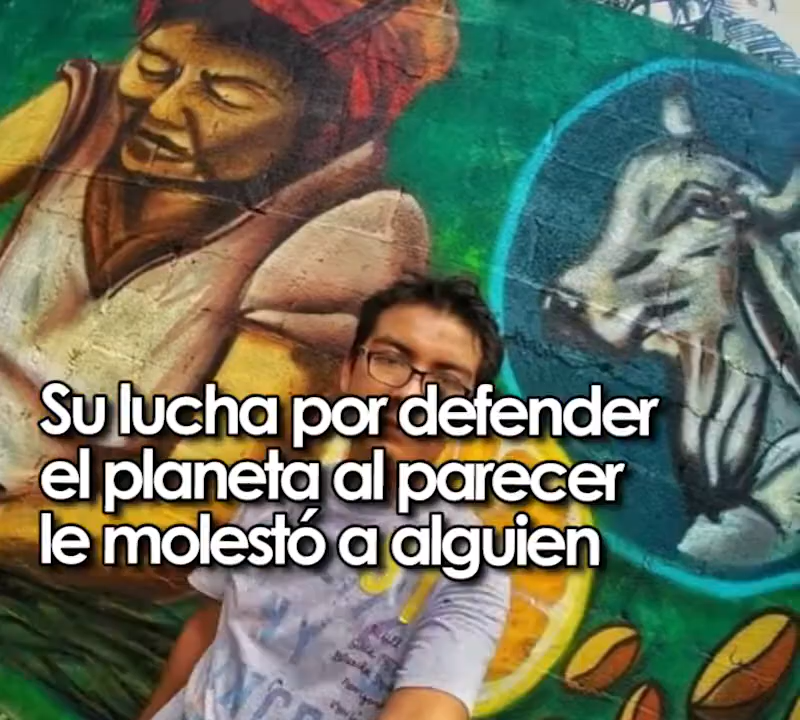 Su lucha por defender
el planeta al parecer
le molestó a alguien